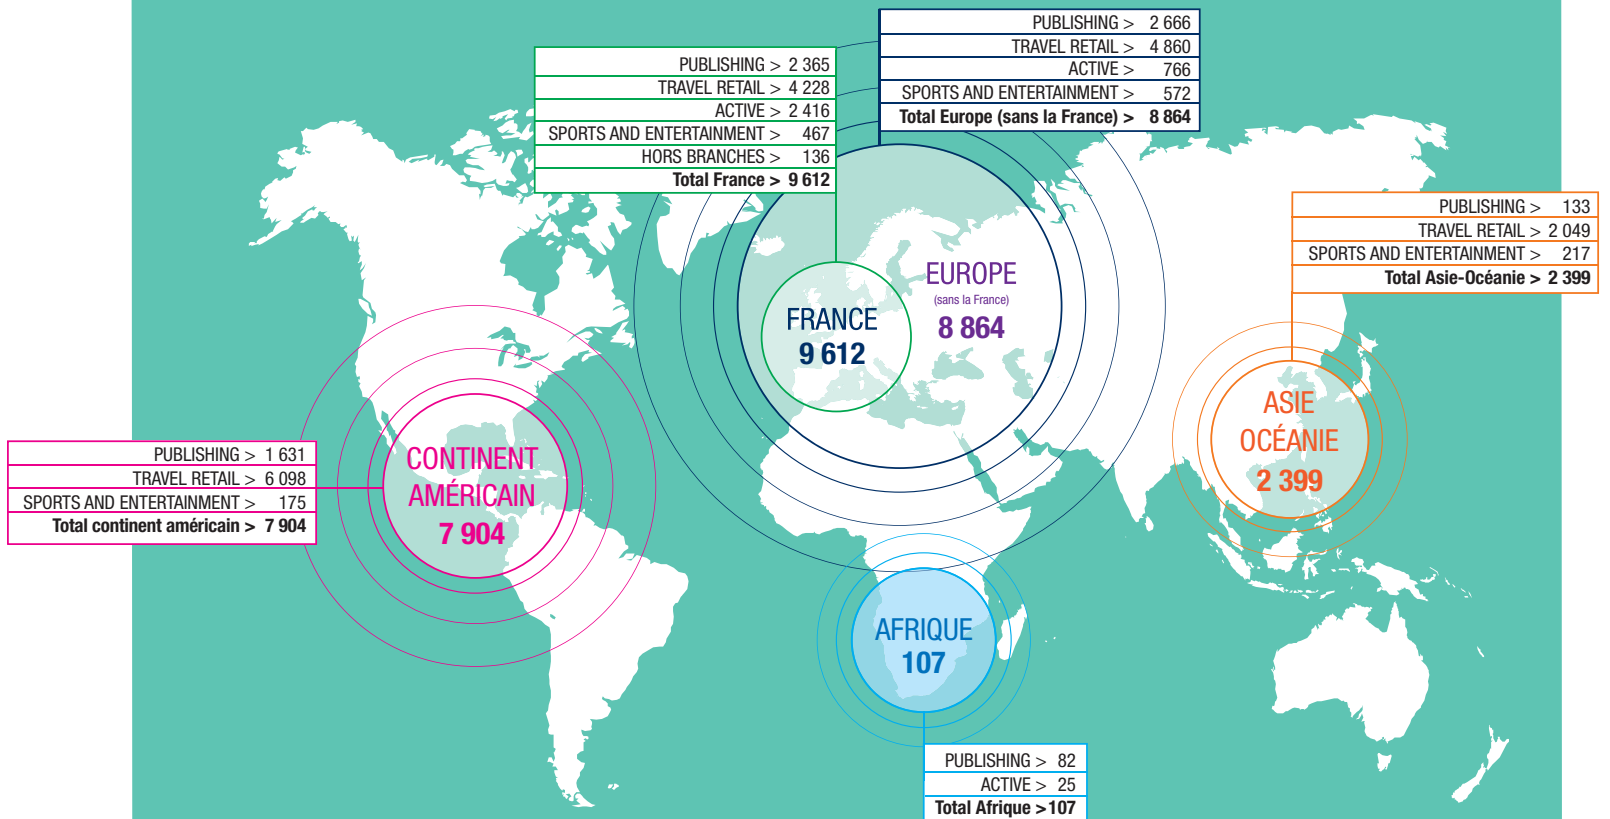 PUBLISHING > 2 666
TRAVEL RETAIL > 4 860
ACTIVE > 766
SPORTS AND ENTERTAINMENT > 572
Total Europe (sans la France) > 8 864
PUBLISHING > 2 365
TRAVEL RETAIL > 4 228
ACTIVE > 2 416
SPORTS AND ENTERTAINMENT > 467
HORS BRANCHES > 136
Total France > 9 612
PUBLISHING > 133
TRAVEL RETAIL > 2 049
SPORTS AND ENTERTAINMENT > 217
Total Asie-Océanie > 2 399
EUROPE
(sans la France)
8 864
FRANCE
9 612
ASIE
OCÉANIE
2 399
PUBLISHING > 1 631
TRAVEL RETAIL > 6 098
SPORTS AND ENTERTAINMENT > 175
Total continent américain > 7 904
CONTINENT
AMÉRICAIN
7 904
AFRIQUE
107
PUBLISHING > 82
ACTIVE > 25
Total Afrique >107